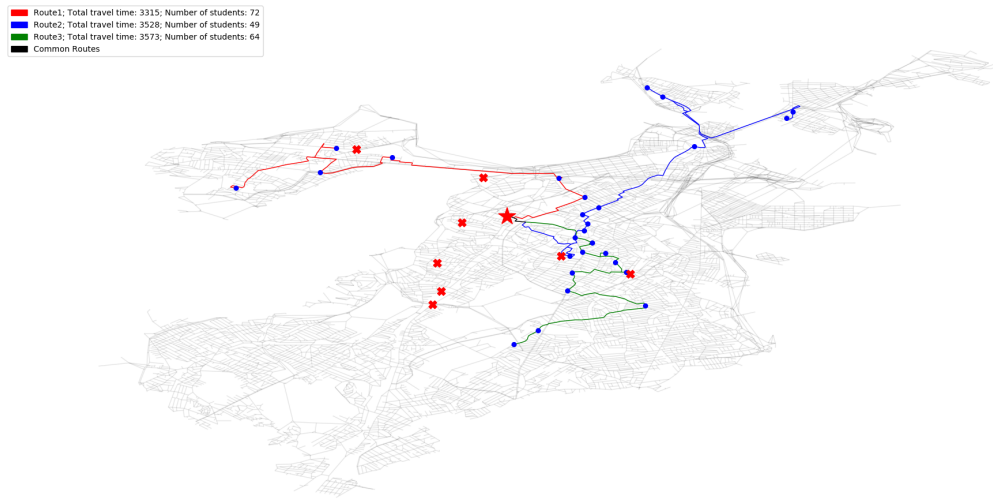 Route1; Total travel time: 3315; Number of students: 72
Route2; Total travel time: 3528; Number of students: 49
Route3; Total travel time: 3573; Number of students: 64
Common Routes